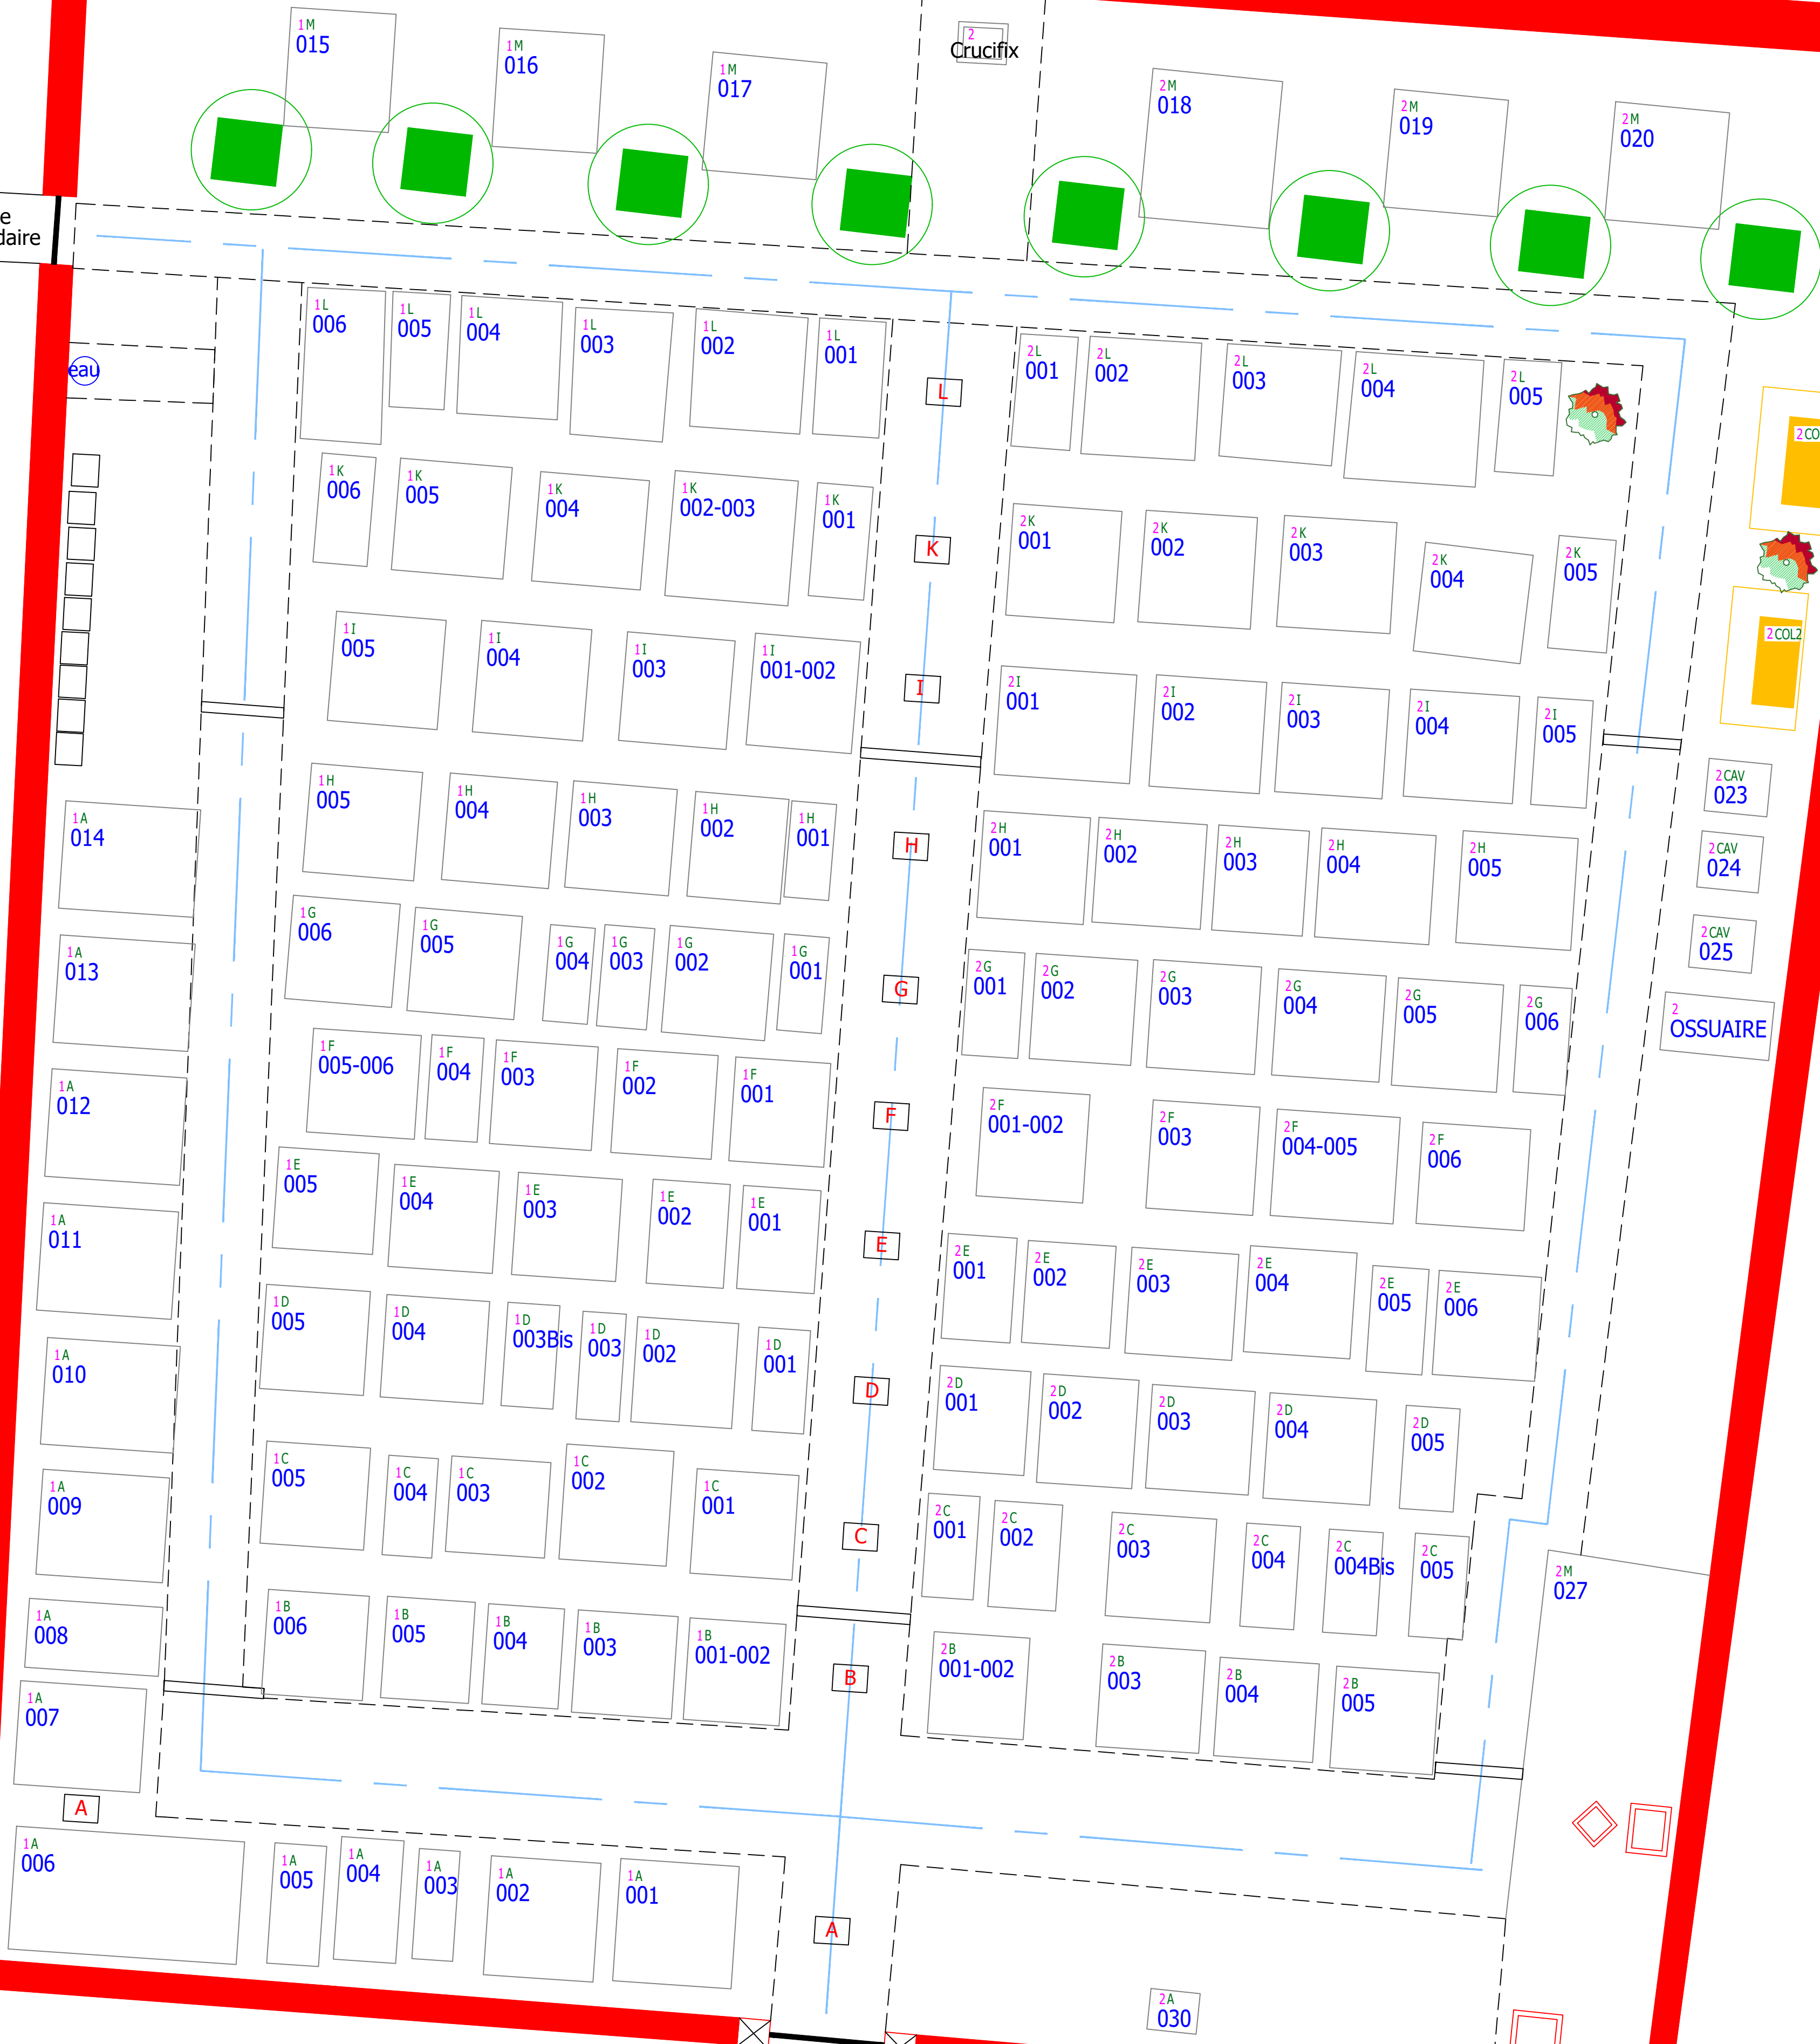 1M
015
1M
016
1M
017
2
Crucifix
2M
018
2M
019
2M
020
e
daire
1L
006
1L
005
1L
004
1L
003
1L
002
1L
001
L
2L
001
2L
002
2L
003
2L
004
2L
005
eau
2CO
1K
006
1K
005
1K
004
1K
002-003
1K
001
K
2K
001
2K
002
2K
003
2K
004
2K
005
1I
005
1I
004
1I
003
1I
001-002
I
2I
001
2I
002
2I
003
2I
004
2I
005
2COL2
2CAV
023
1A
014
1H
005
1H
004
1H
003
1H
002
1H
001
H
2H
001
2H
002
2H
003
2H
004
2H
005
2CAV
024
1A
013
1G
006
1G
005
1G
004
1G
003
1G
002
1G
001
G
2G
001
2G
002
2G
003
2G
004
2G
005
2G
006
2CAV
025
2
OSSUAIRE
1A
012
1F
005-006
1F
004
1F
003
1F
002
1F
001
F
2F
001-002
2F
003
2F
004-005
2F
006
1A
011
1E
005
1E
004
1E
003
1E
002
1E
001
E
2E
001
2E
002
2E
003
2E
004
2E
005
2E
006
1A
010
1D
005
1D
004
1D
003Bis
1D
003
1D
002
1D
001
D
2D
001
2D
002
2D
003
2D
004
2D
005
1A
009
1C
005
1C
004
1C
003
1C
002
1C
001
C
2C
001
2C
002
2C
003
2C
004
2C
004Bis
2C
005
2M
027
1A
008
1B
006
1B
005
1B
004
1B
003
1B
001-002
B
2B
001-002
2B
003
2B
004
2B
005
1A
007
A
1A
006
1A
005
1A
004
1A
003
1A
002
1A
001
A
2A
030